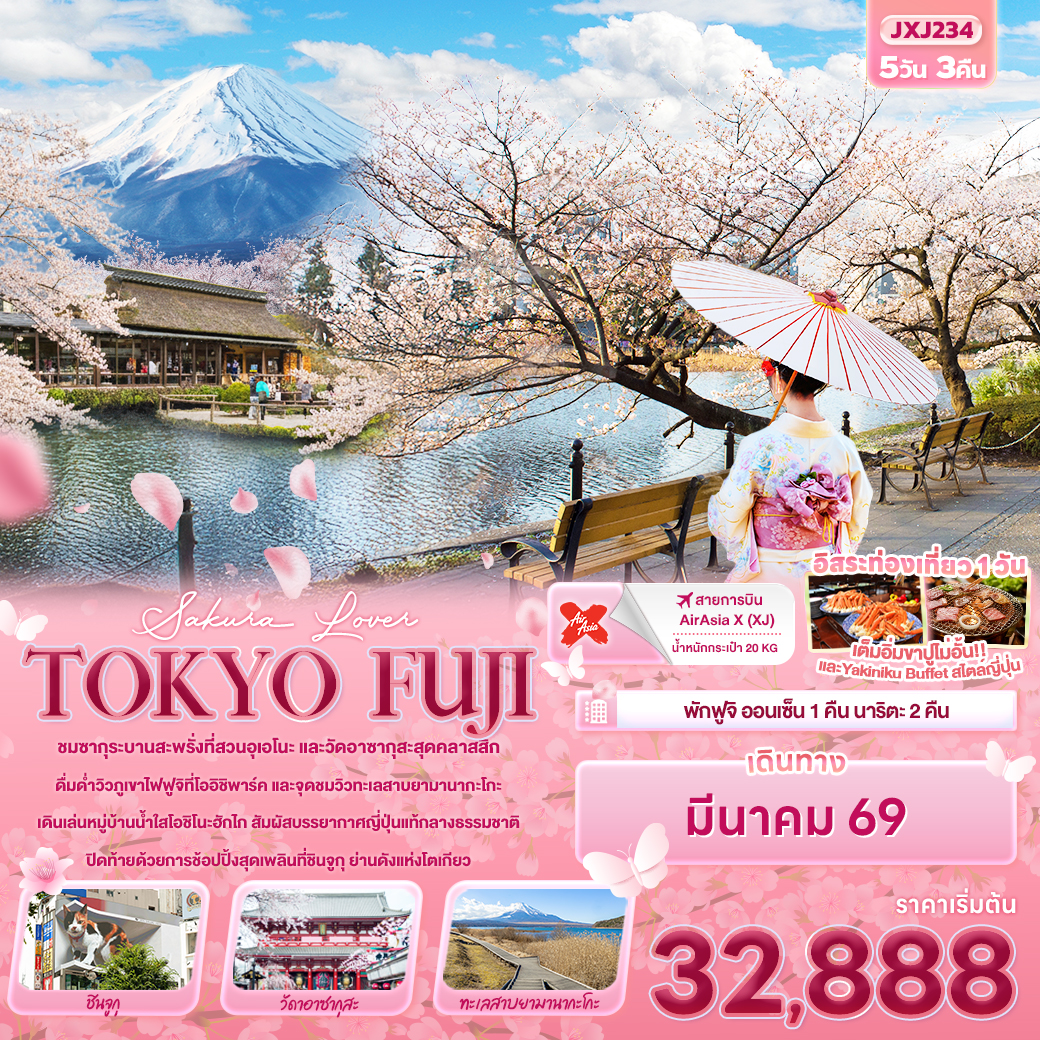 JXJ234
5วัน 3คืน
Sakura Lover
TOKYO FUJI
ชมซากุระบานสะพรั่งที่สวนอุเอโนะ และวัดอาซากุสะสุดคลาสสิก
ดื่มด่ำวิวภูเขาไฟฟูจิที่โออิชิพาร์ค และจุดชมวิวทะเลสาบยามานากะโกะ
เดินเล่นหมู่บ้านน้ำใสโอชิโนะฮักไก สัมผัสบรรยากาศญี่ปุ่นแท้กลางธรรมชาติ
ปิดท้ายด้วยการช้อปปิ้งสุดเพลินที่ชินจูกุ ย่านดังแห่งโตเกียว
ชินจูกุ
วัดาอาซากุสะ
ทะเลสาบยามานากะโกะ
Air Asia
สายการบิน
AirAsia X (XJ)
น้ำหนักกระเป๋า 20 KG
อิสระท่องเที่ยว 1 วัน
เต็มอิ่มขาปูไม่อั้น!!
และYakiniku Buffet สไตลญี่ปุ่น
พักฟูจิ ออนเซ็น 1 คืน นาริตะ 2 คืน
เดินทาง
มีนาคม 69
ราคาเริ่มต้น
32,888